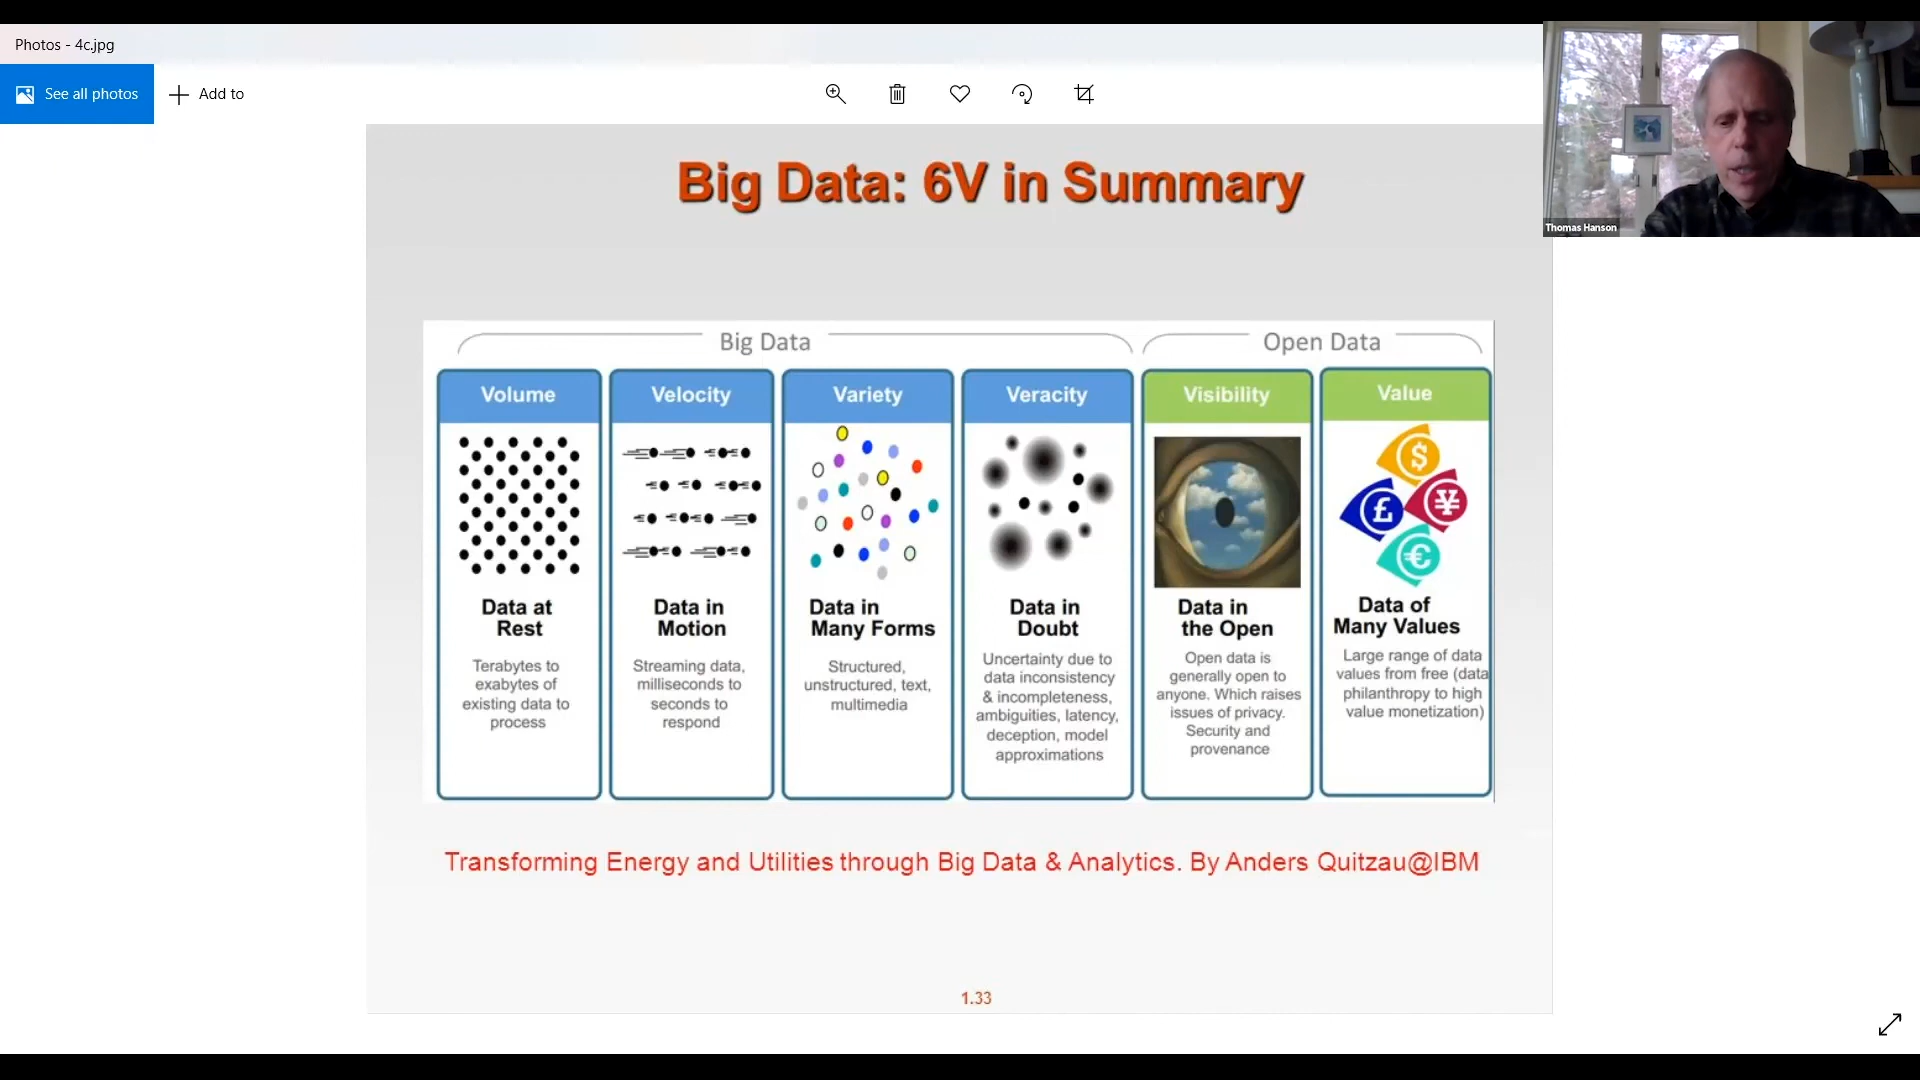 Photos - 4c.jpg
See all photos
Add to
Thomas Hanson
Big Data: 6V in Summary
Big Data
Open Data
Volume
Data at
Rest
Terabytes to
exabytes of
existing data to
process
Velocity
Data in
Motion
Streaming data,
milliseconds to
seconds to
respond
Variety
Data in
Many Forms
Structured,
unstructured, text,
multimedia
Veracity
Data in
Doubt
Uncertainty due to
data inconsistency
& incompleteness,
ambiguities, latency,
deception, model
approximations
Visibility
Data in
the Open
Open data is
generally open to
anyone. Which raises
issues of privacy.
Security and
provenance
Value
$
£
¥
€
Data of
Many Values
Large range of data
values from free (data
philanthropy to high
value monetization)
Transforming Energy and Utilities through Big Data & Analytics. By Anders Quitzau@IBM
1.33